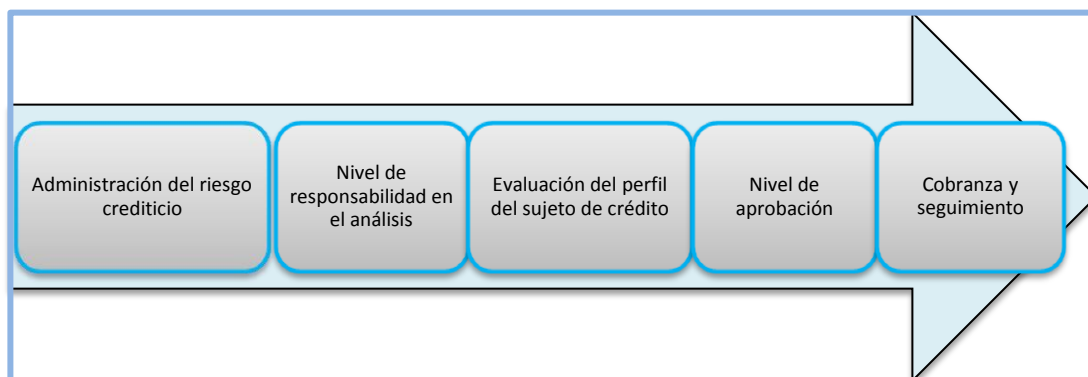 Administración del riesgo
crediticio
Nivel de
responsabilidad en
el análisis
Evaluación del perfil
del sujeto de crédito
Nivel de
aprobación
Cobranza y
seguimiento